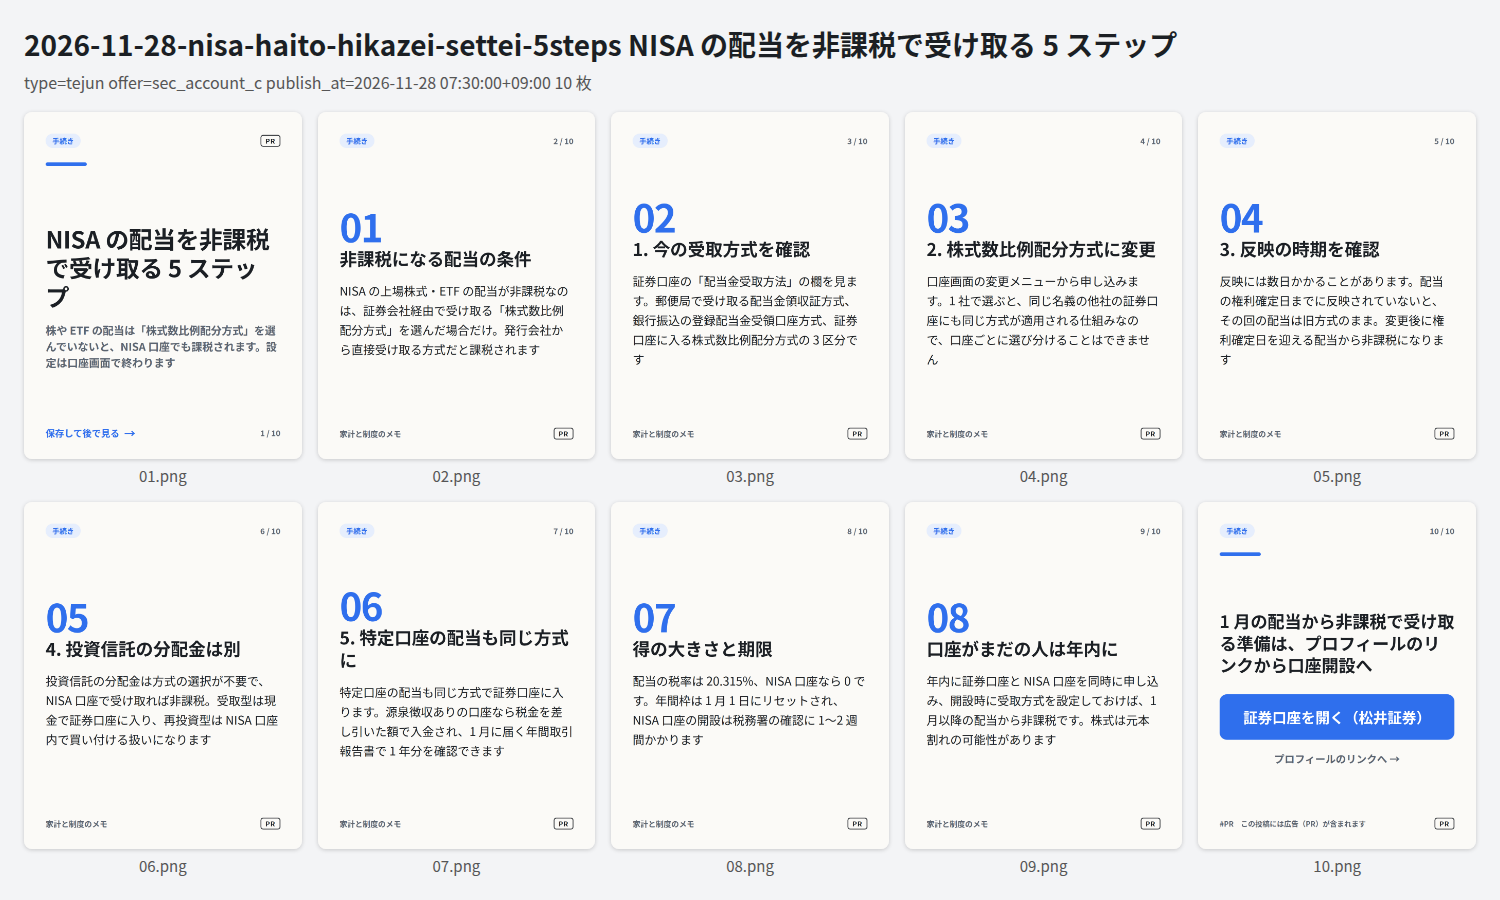 2026-11-28-nisa-haito-hikazei-settei-5steps NISA の配当を非課税で受け取る 5 ステップ
type=tejun offer=sec_account_c publish_at=2026-11-28 07:30:00+09:00 10 枚
手続き
PR
NISA の配当を非課税
で受け取る 5 ステッ
プ
株や ETF の配当は「株式数比例配分方式」を選
んでいないと、NISA 口座でも課税されます。設
定は口座画面で終わります
保存して後で見る →
1 / 10
01.png
手続き
2 / 10
01
非課税になる配当の条件
NISA の上場株式・ETF の配当が非課税なの
は、証券会社経由で受け取る「株式数比例
配分方式」を選んだ場合だけ。発行会社か
ら直接受け取る方式だと課税されます
家計と制度のメモ
PR
02.png
手続き
3 / 10
02
1. 今の受取方式を確認
証券口座の「配当金受取方法」の欄を見ま
す。郵便局で受け取る配当金領収証方式、
銀行振込の登録配当金受領口座方式、証券
口座に入る株式数比例配分方式の 3 区分で
す
家計と制度のメモ
PR
03.png
手続き
4 / 10
03
2. 株式数比例配分方式に変更
口座画面の変更メニューから申し込みま
す。1 社で選ぶと、同じ名義の他社の証券口
座にも同じ方式が適用される仕組みなの
で、口座ごとに選び分けることはできませ
ん
家計と制度のメモ
PR
04.png
手続き
5 / 10
04
3. 反映の時期を確認
反映には数日かかることがあります。配当
の権利確定日までに反映されていないと、
その回の配当は旧方式のまま。変更後に権
利確定日を迎える配当から非課税になりま
す
家計と制度のメモ
PR
05.png
手続き
6 / 10
05
4. 投資信託の分配金は別
投資信託の分配金は方式の選択が不要で、
NISA 口座で受け取れば非課税。受取型は現
金で証券口座に入り、再投資型は NISA 口座
内で買い付ける扱いになります
家計と制度のメモ
PR
06.png
手続き
7 / 10
06
5. 特定口座の配当も同じ方式
に
特定口座の配当も同じ方式で証券口座に入
ります。源泉徴収ありの口座なら税金を差
し引いた額で入金され、1 月に届く年間取引
報告書で 1 年分を確認できます
家計と制度のメモ
PR
07.png
手続き
8 / 10
07
得の大きさと期限
配当の税率は 20.315%、NISA 口座なら 0 で
す。年間枠は 1 月 1 日にリセットされ、
NISA 口座の開設は税務署の確認に 1〜2 週
間かかります
家計と制度のメモ
PR
08.png
手続き
9 / 10
08
口座がまだの人は年内に
年内に証券口座と NISA 口座を同時に申し込
み、開設時に受取方式を設定しておけば、1
月以降の配当から非課税です。株式は元本
割れの可能性があります
家計と制度のメモ
PR
09.png
手続き
10 / 10
1 月の配当から非課税で受け取
る準備は、プロフィールのリ
ンクから口座開設へ
証券口座を開く（松井証券）
プロフィールのリンクへ →
#PR この投稿には広告（PR）が含まれます
PR
10.png